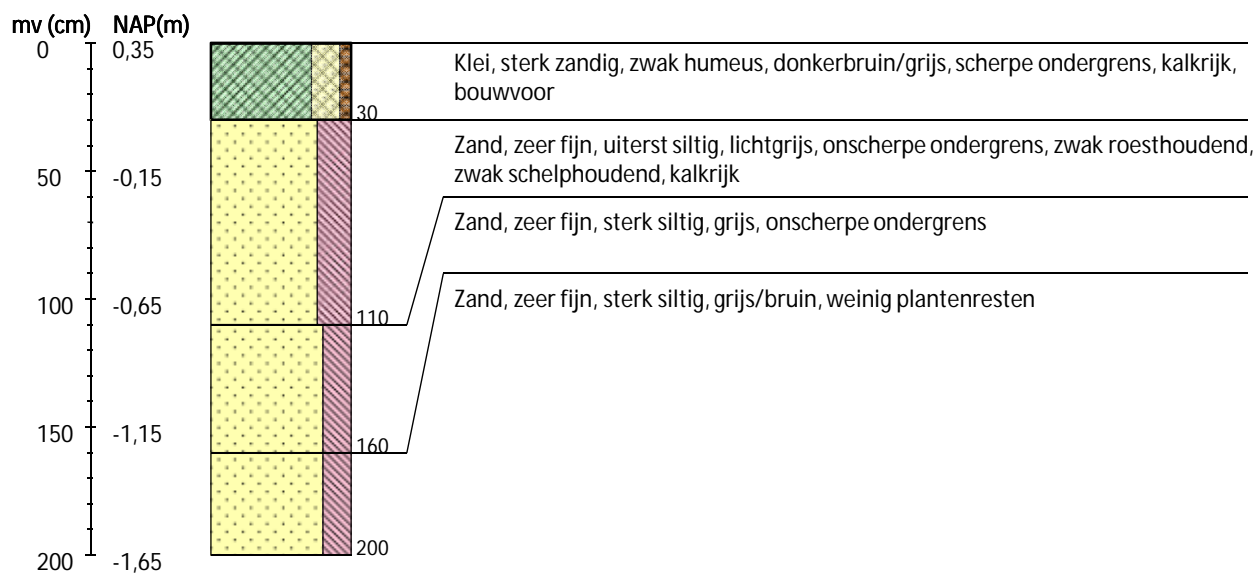 mv (cm) NAP(m)
0 0,35
Klei, sterk zandig, zwak humeus, donkerbruin/grijs, scherpe ondergrens, kalkrijk,
bouwvoor
30
Zand, zeer fijn, uiterst siltig, lichtgrijs, onscherpe ondergrens, zwak roesthoudend,
zwak schelphoudend, kalkrijk
50 -0,15
Zand, zeer fijn, sterk siltig, grijs, onscherpe ondergrens
100 -0,65
Zand, zeer fijn, sterk siltig, grijs/bruin, weinig plantenresten
110
150 -1,15
160
200
200 -1,65